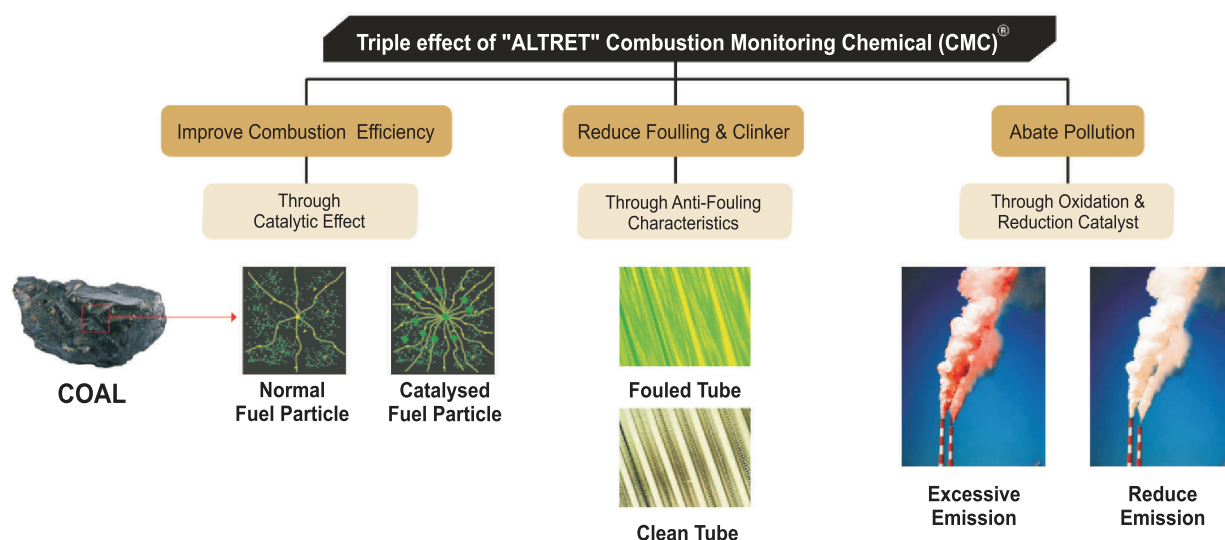 Triple effect of "ALTRET" Combustion Monitoring Chemical (CMC)®
Improve Combustion Efficiency
Reduce Foulling & Clinker
Abate Pollution
Through
Catalytic Effect
Through Anti-Fouling
Characteristics
Through Oxidation &
Reduction Catalyst
COAL
Normal
Fuel Particle
Catalysed
Fuel Particle
Fouled Tube
Clean Tube
Excessive
Emission
Reduce
Emission